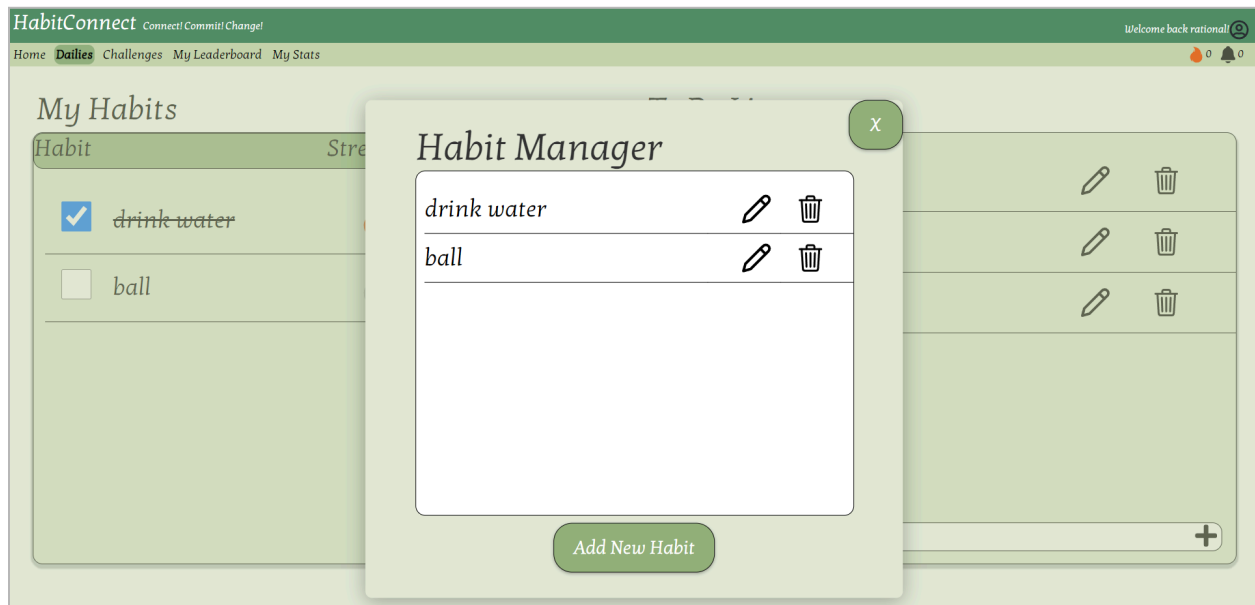 HabitConnect Connect! Commit! Change!
Welcome back rational!
Home Dailies Challenges My Leaderboard My Stats
0 0
My Habits
Habit
drink water
ball
X
Habit Manager
drink water
ball
Add New Habit